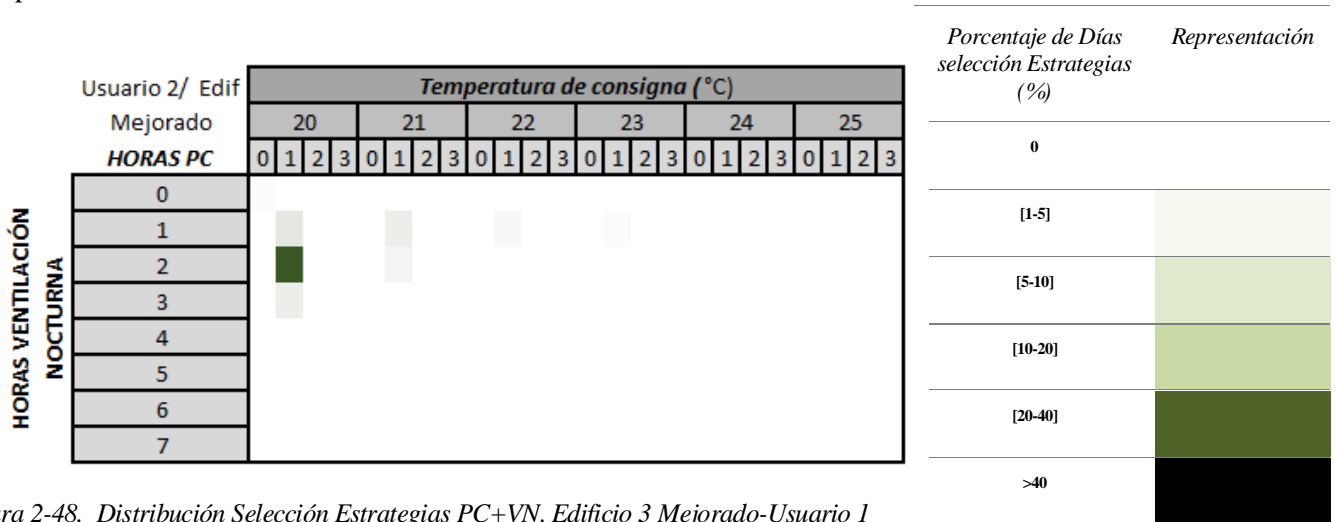 Usuario 2/ Edif
Mejorado
HORAS PC
Temperatura de consigna (°C)
20 21 22 23 24 25
0 1 2 3 0 1 2 3 0 1 2 3 0 1 2 3 0 1 2 3 0 1 2 3
HORAS VENTILACIÓN
NOCTURNA
0
1
2
3
4
5
6
7
Porcentaje de Días
selección Estrategias
(%)
Representación
0
[1-5]
[5-10]
[10-20]
[20-40]
>40
2-48. Distribución Selección Estrategias PC+VN. Edificio 3 Mejorado-Usuario 1